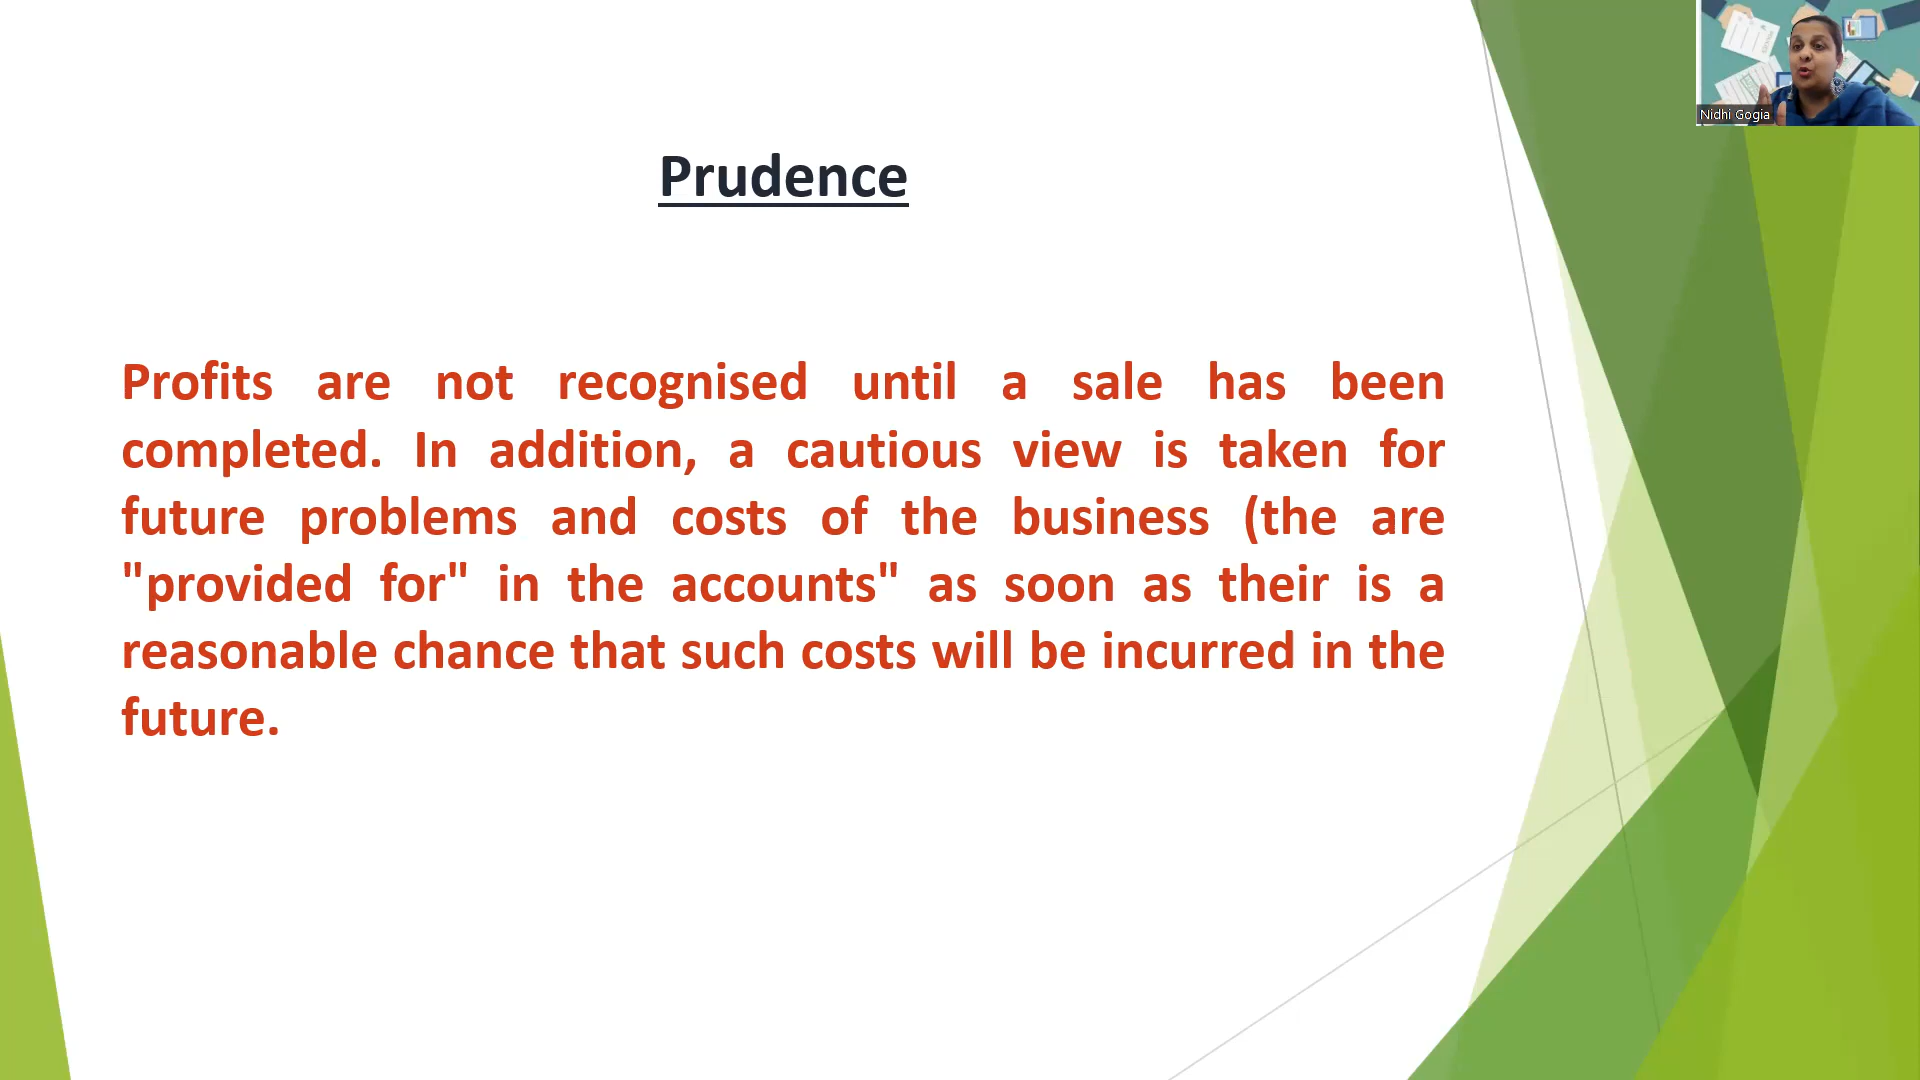 Nidhi Gogia
Prudence
Profits are not recognised until a sale has been
completed. In addition, a cautious view is taken for
future problems and costs of the business (the are
"provided for" in the accounts" as soon as their is a
reasonable chance that such costs will be incurred in the
future.